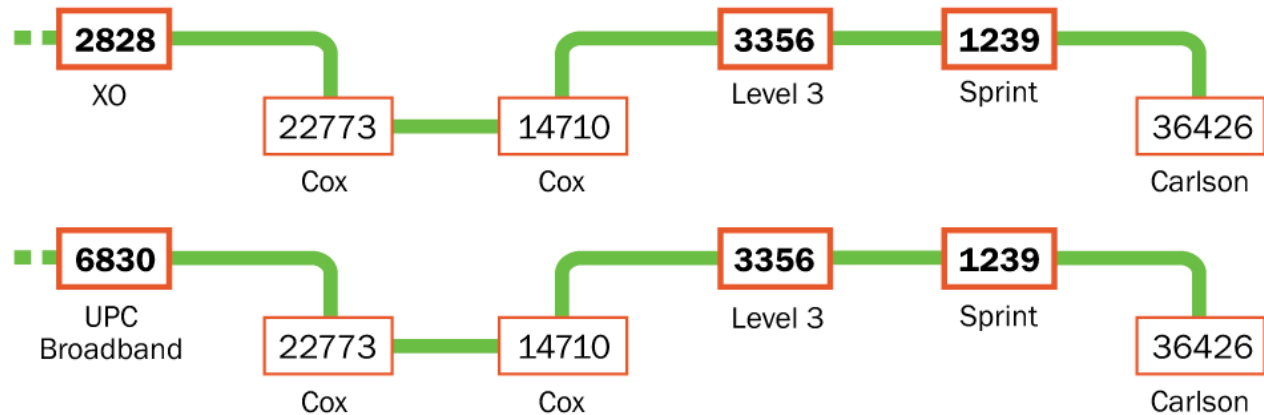 2828 3356 1239
XO Level 3 Sprint
22773 14710 36426
Cox Cox Carlson
6830 3356 1239
UPC
Broadband Level 3 Sprint
22773 14710 36426
Cox Cox Carlson